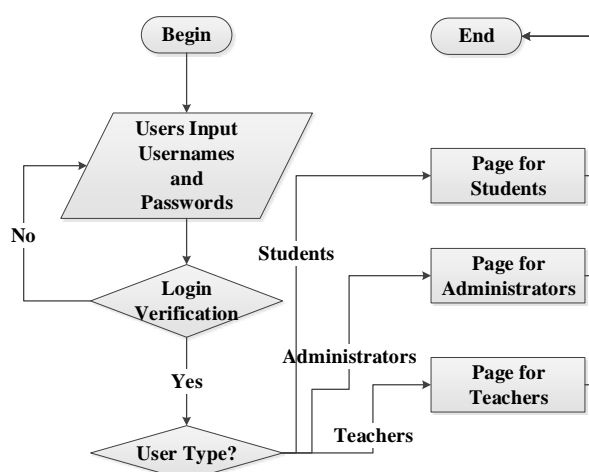 Begin
End
Users Input
Usernames
and
Passwords
Page for
Students
No
Students
Login
Verification
Page for
Administrators
Administrators
Yes
Page for
Teachers
Teachers
User Type?